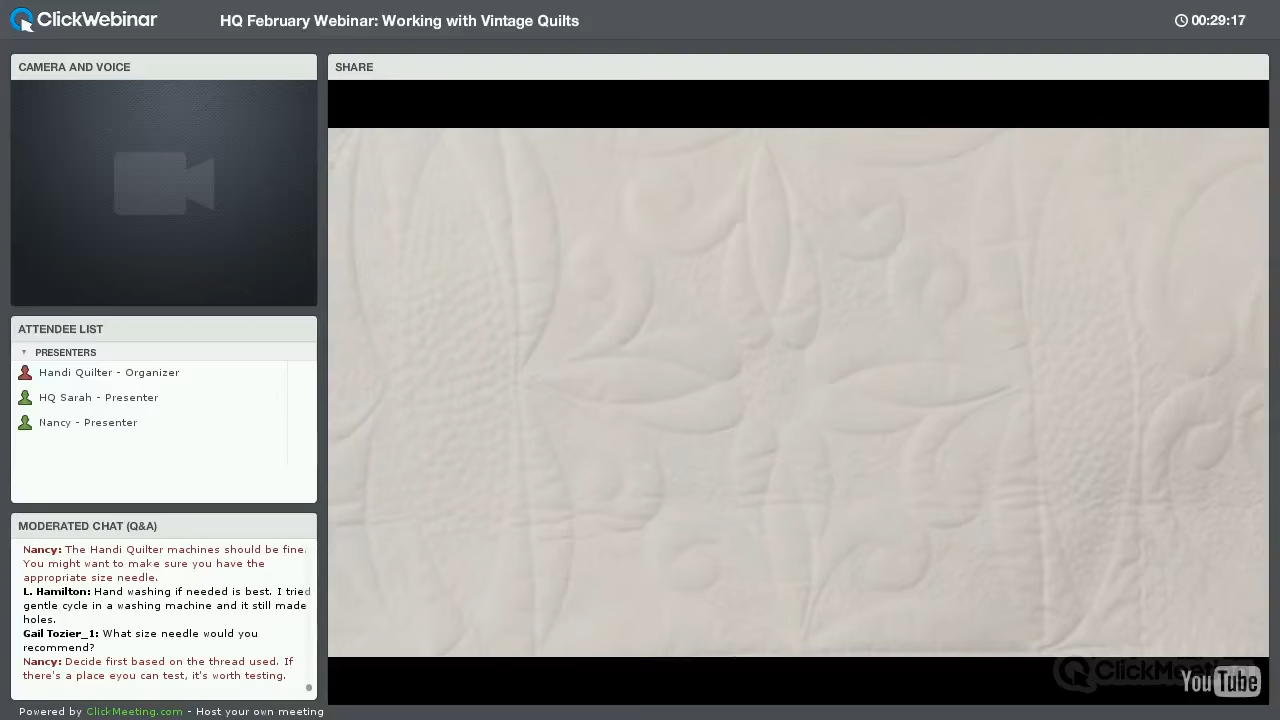 ClickWebinar
HQ February Webinar: Working with Vintage Quilts
00:29:17
CAMERA AND VOICE
SHARE
ATTENDEE LIST
PRESENTERS
Handi Quilter - Organizer
HQ Sarah - Presenter
Nancy - Presenter
MODERATED CHAT (Q&A)
Nancy: The Handi Quilter machines should be fine.
You might want to make sure you have the
appropriate size needle.
L. Hamilton: Hand washing if needed is best. I tried
gentle cycle in a washing machine and it still made
holes.
Gail Tozier_1: What size needle would you
recommend?
Nancy: Decide first based on the thread used. If
there's a place eyou can test, it's worth testing.
ClickMeeting
YouTube
Powered by ClickMeeting.com - Host your own meeting